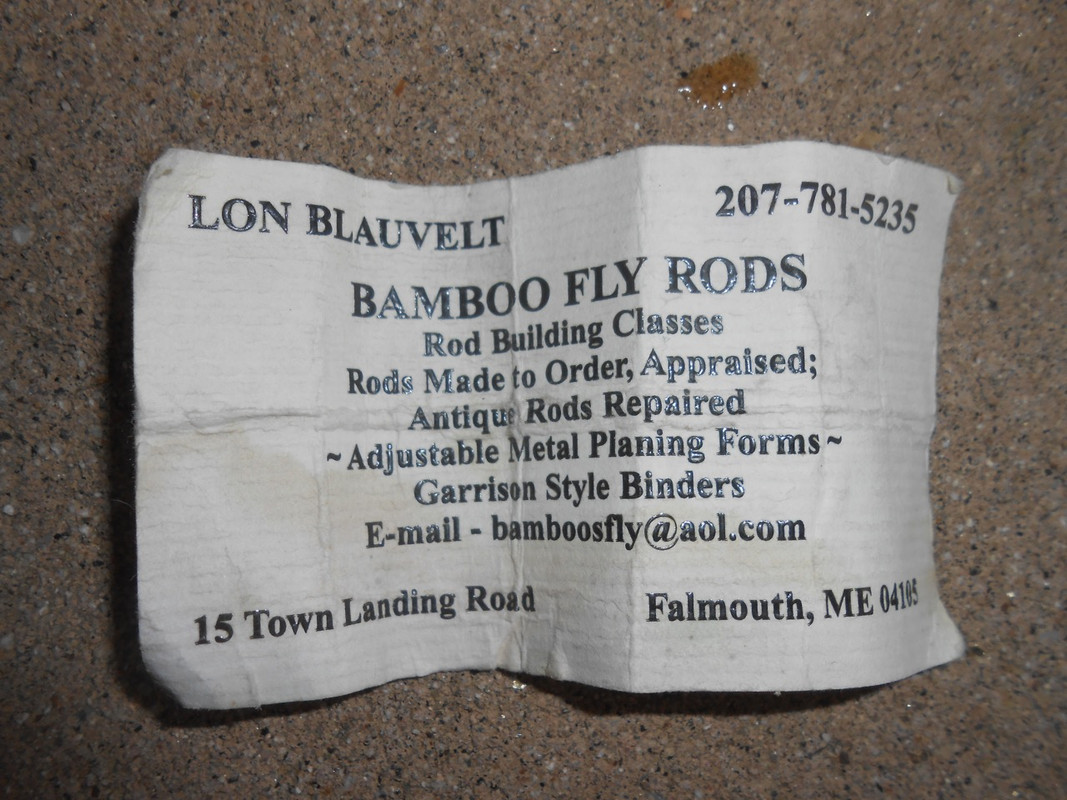 LON BLAUVELT
207-781-5235
BAMBOO FLY RODS
Rod Building Classes
Rods Made to Order, Appraised;
Antique Rods Repaired
~Adjustable Metal Planing Forms~
Garrison Style Binders
E-mail - bamboosfly@aol.com
15 Town Landing Road
Falmouth, ME 04105